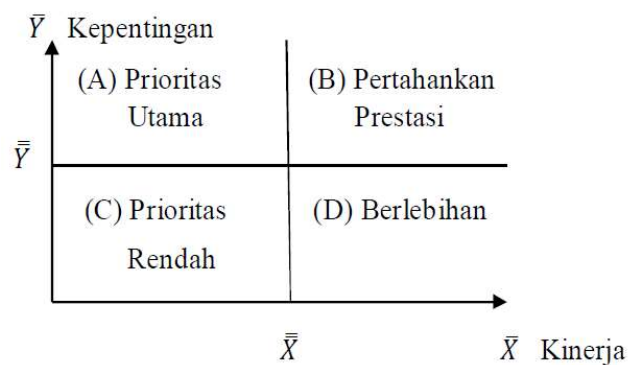 Ȳ Kepentingan
(A) Prioritas
Utama
(B) Pertahankan
Prestasi
Y̿
(C) Prioritas
Rendah
(D) Berlebihan
X̿
X̄ Kinerja